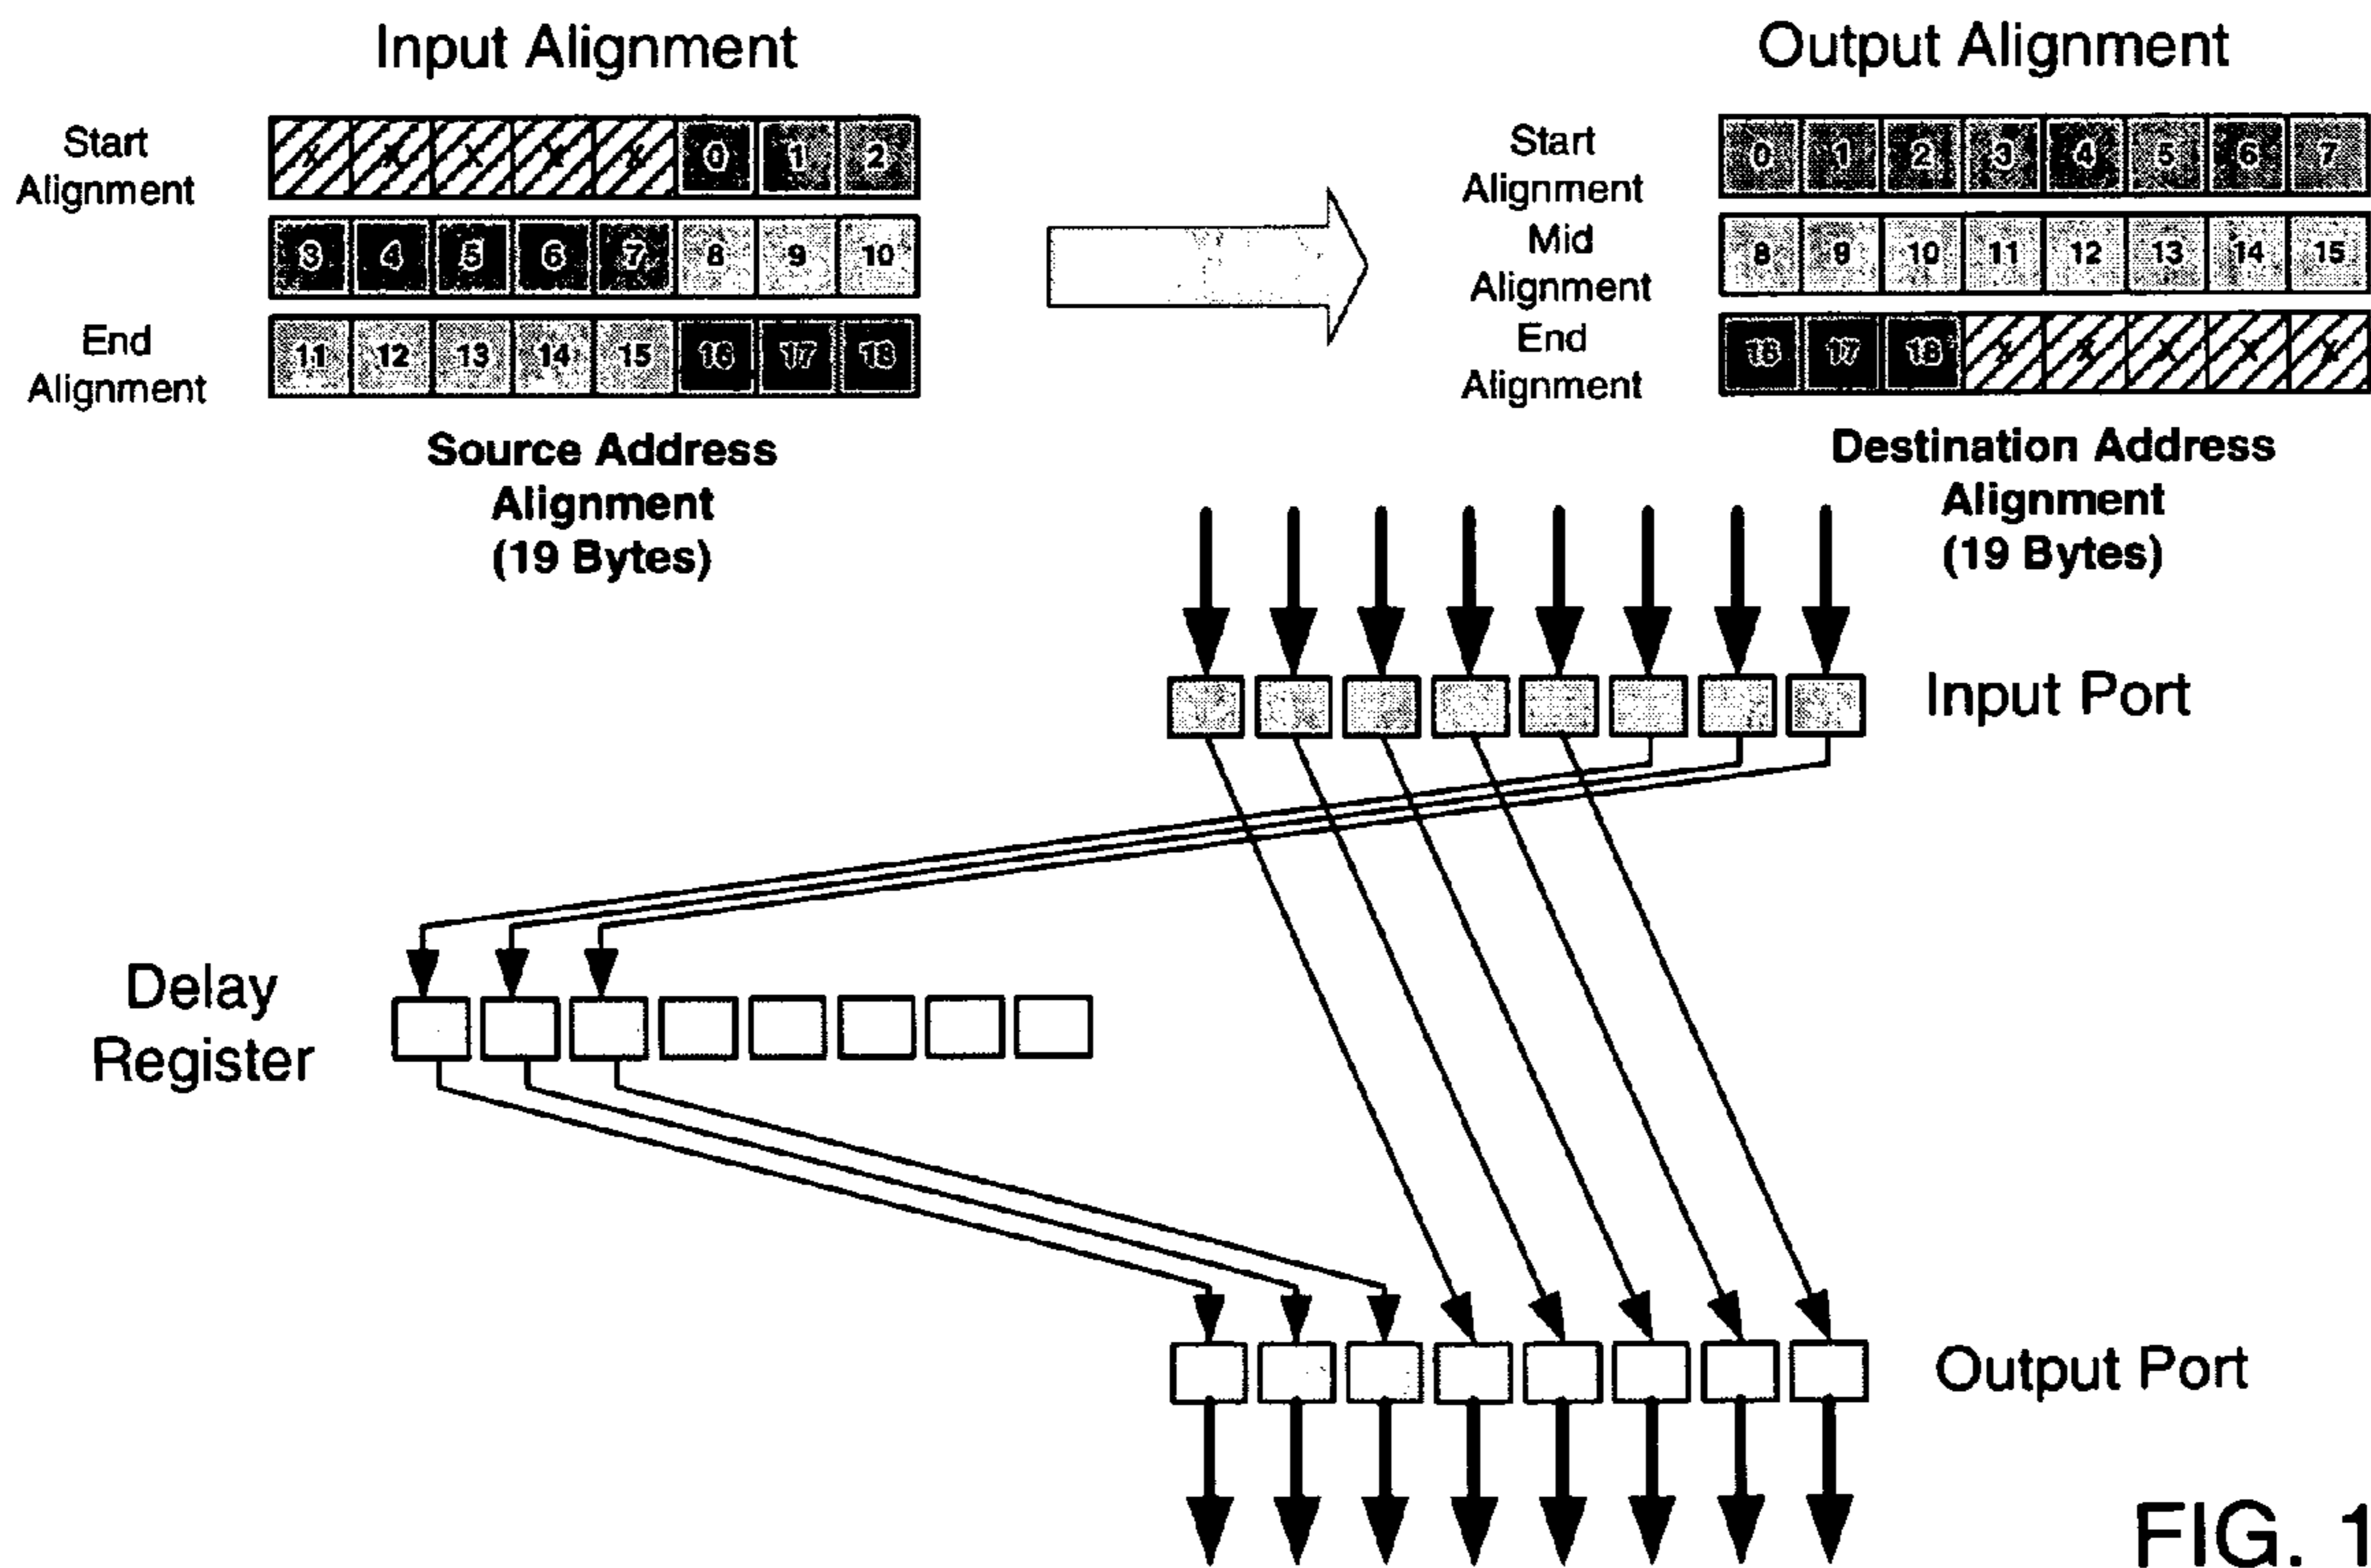 Input Alignment
Output Alignment
Start
Alignment
X X X X X 0 1 2
3 4 5 6 7 8 9 10
End
Alignment
11 12 13 14 15 16 17 18
Source Address
Alignment
(19 Bytes)
Start
Alignment
0 1 2 3 4 5 6 7
Mid
Alignment
8 9 10 11 12 13 14 15
End
Alignment
16 17 18 X X X X X
Destination Address
Alignment
(19 Bytes)
Input Port
Delay
Register
Output Port
FIG. 1